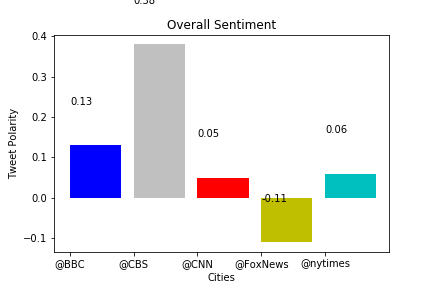 0.38
Overall Sentiment
0.4
0.3
0.2
0.1
0.0
−0.1
Tweet Polarity
0.13
0.05
-0.11
0.06
@BBC
@CBS
@CNN
@FoxNews
@nytimes
Cities